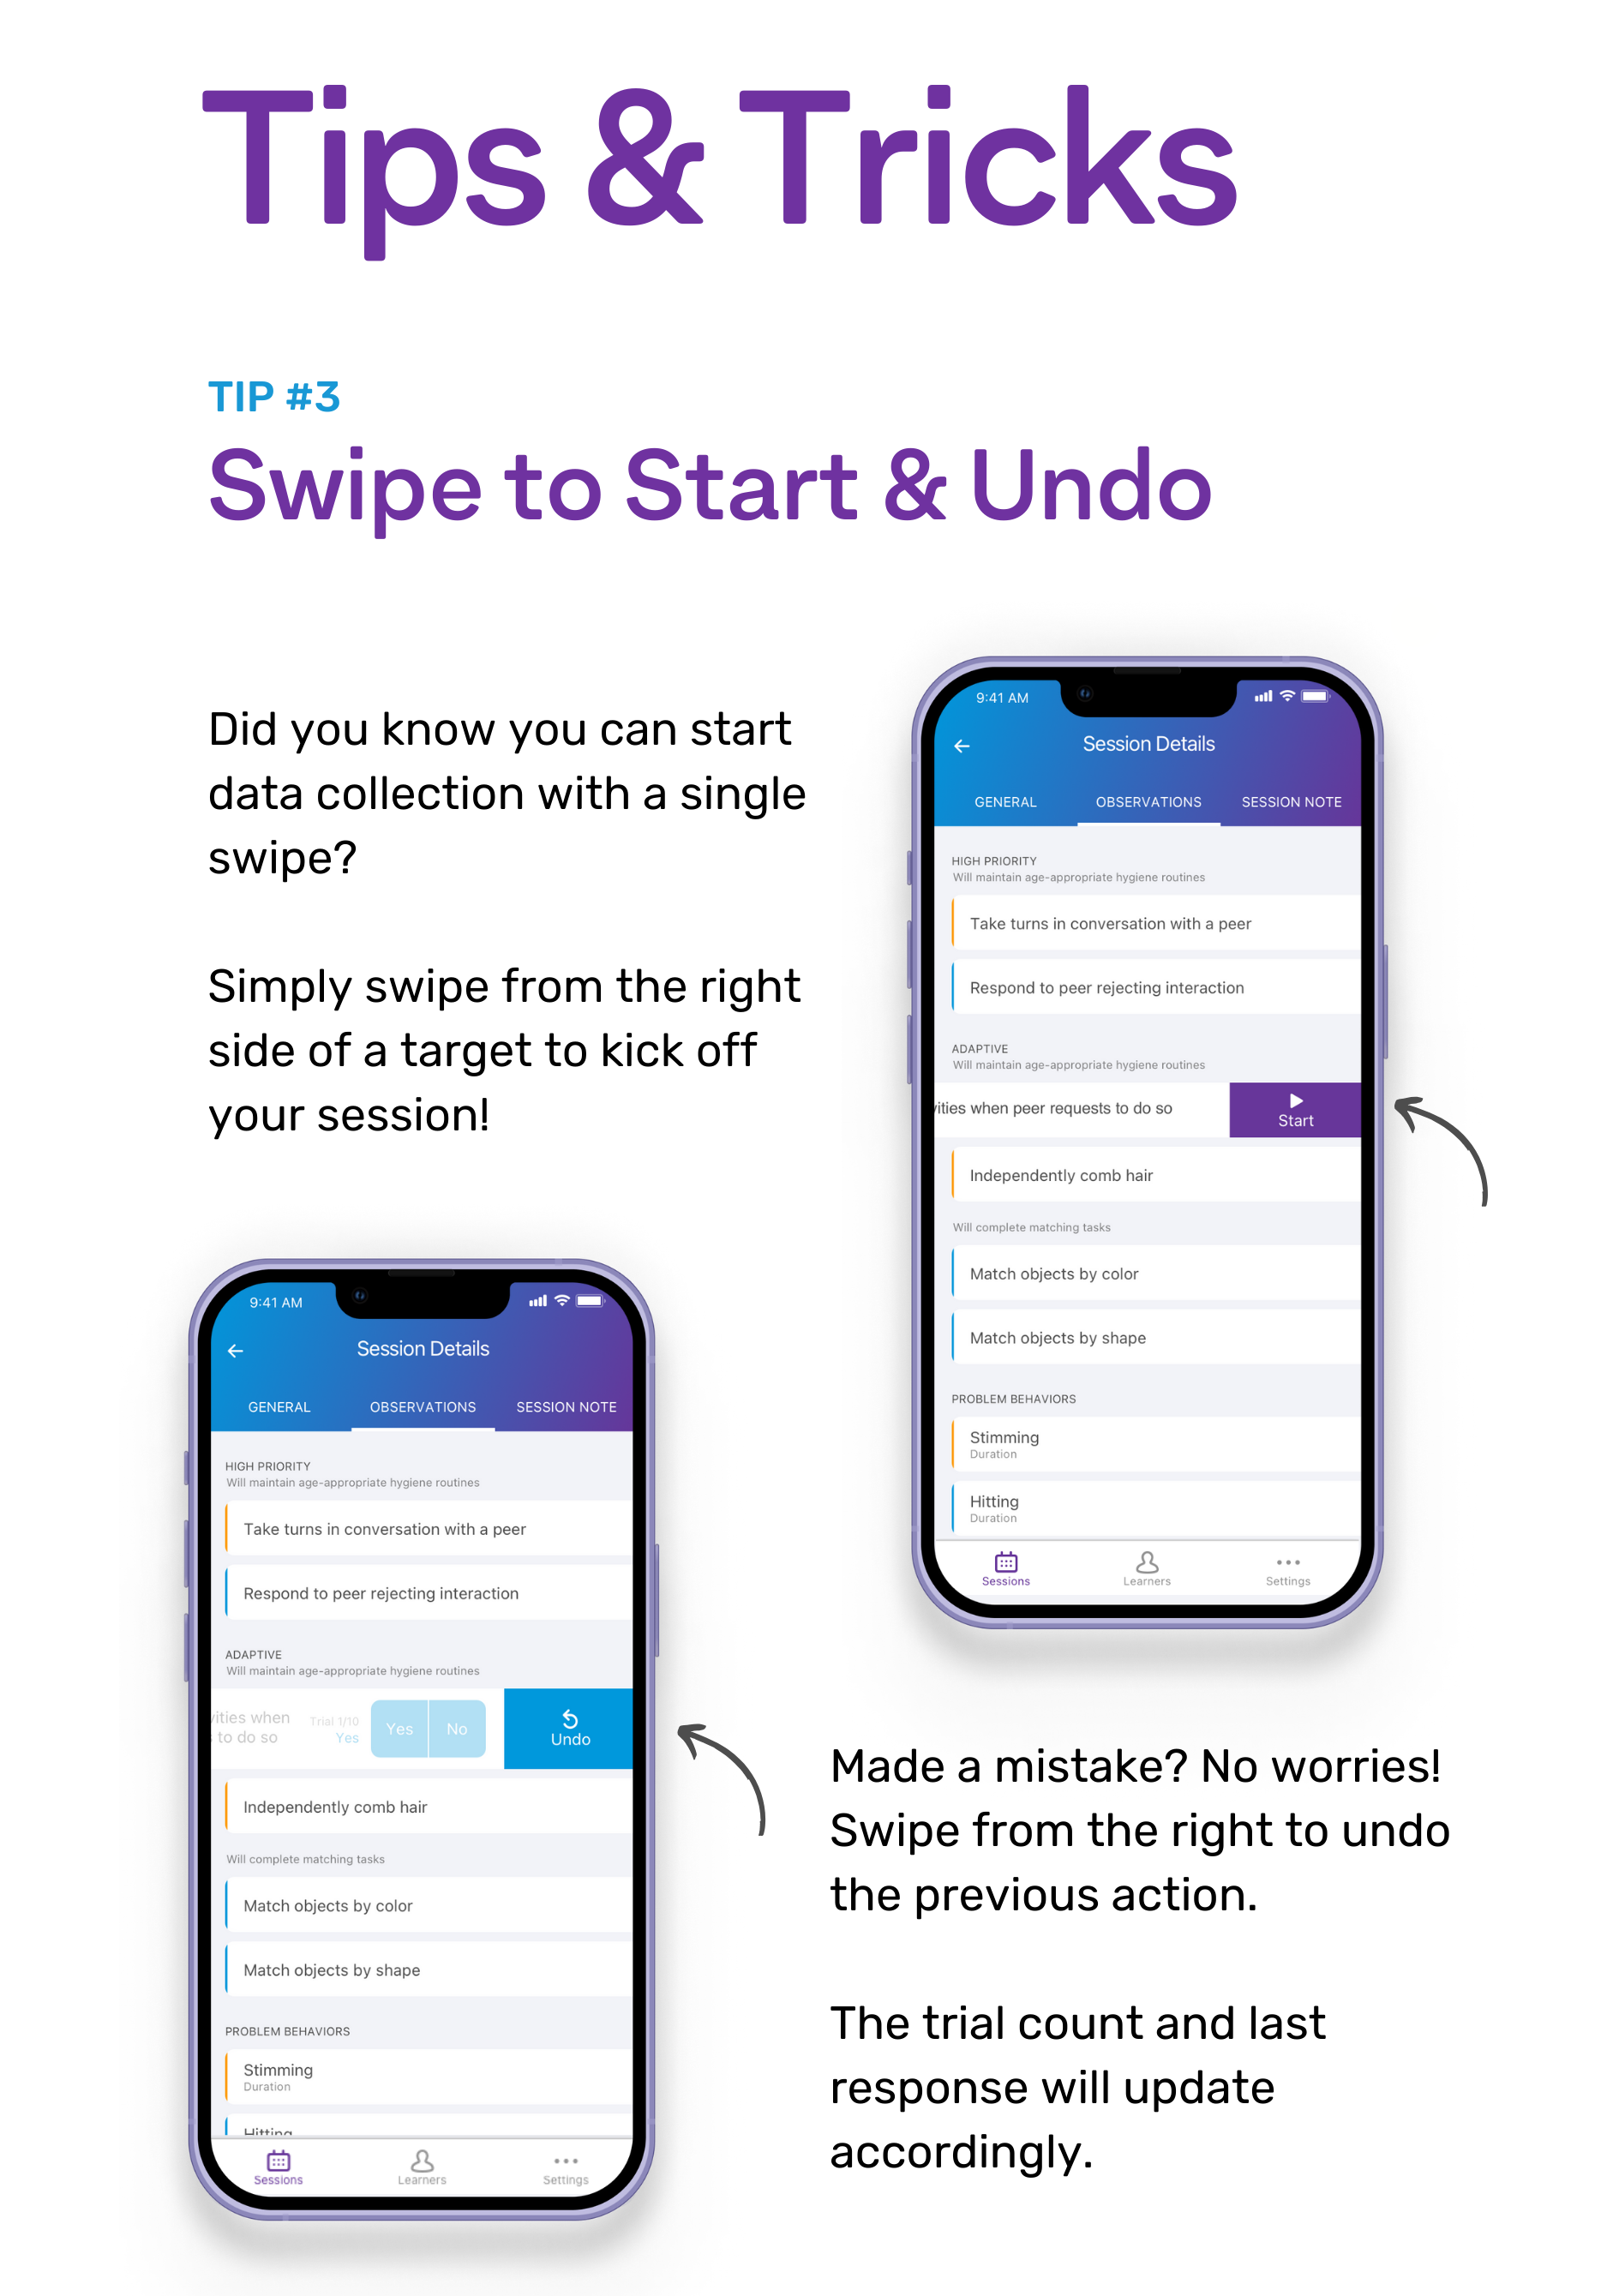 Tips & Tricks
TIP #3
Swipe to Start & Undo
Did you know you can start
data collection with a single
swipe?
Simply swipe from the right
side of a target to kick off
your session!
9:41 AM
Session Details
GENERAL OBSERVATIONS SESSION NOTE
HIGH PRIORITY
Will maintain age-appropriate hygiene routines
Take turns in conversation with a peer
Respond to peer rejecting interaction
ADAPTIVE
Will maintain age-appropriate hygiene routines
vities when peer requests to do so
Start
Independently comb hair
Will complete matching tasks
Match objects by color
Match objects by shape
PROBLEM BEHAVIORS
Stimming
Duration
Hitting
Duration
Sessions Learners Settings
9:41 AM
Session Details
GENERAL OBSERVATIONS SESSION NOTE
HIGH PRIORITY
Will maintain age-appropriate hygiene routines
Take turns in conversation with a peer
Respond to peer rejecting interaction
ADAPTIVE
Will maintain age-appropriate hygiene routines
vities when Trial 1/10
to do so Yes
Yes No
Undo
Independently comb hair
Will complete matching tasks
Match objects by color
Match objects by shape
PROBLEM BEHAVIORS
Stimming
Duration
Hitting
Sessions Learners Settings
Made a mistake? No worries!
Swipe from the right to undo
the previous action.
The trial count and last
response will update
accordingly.